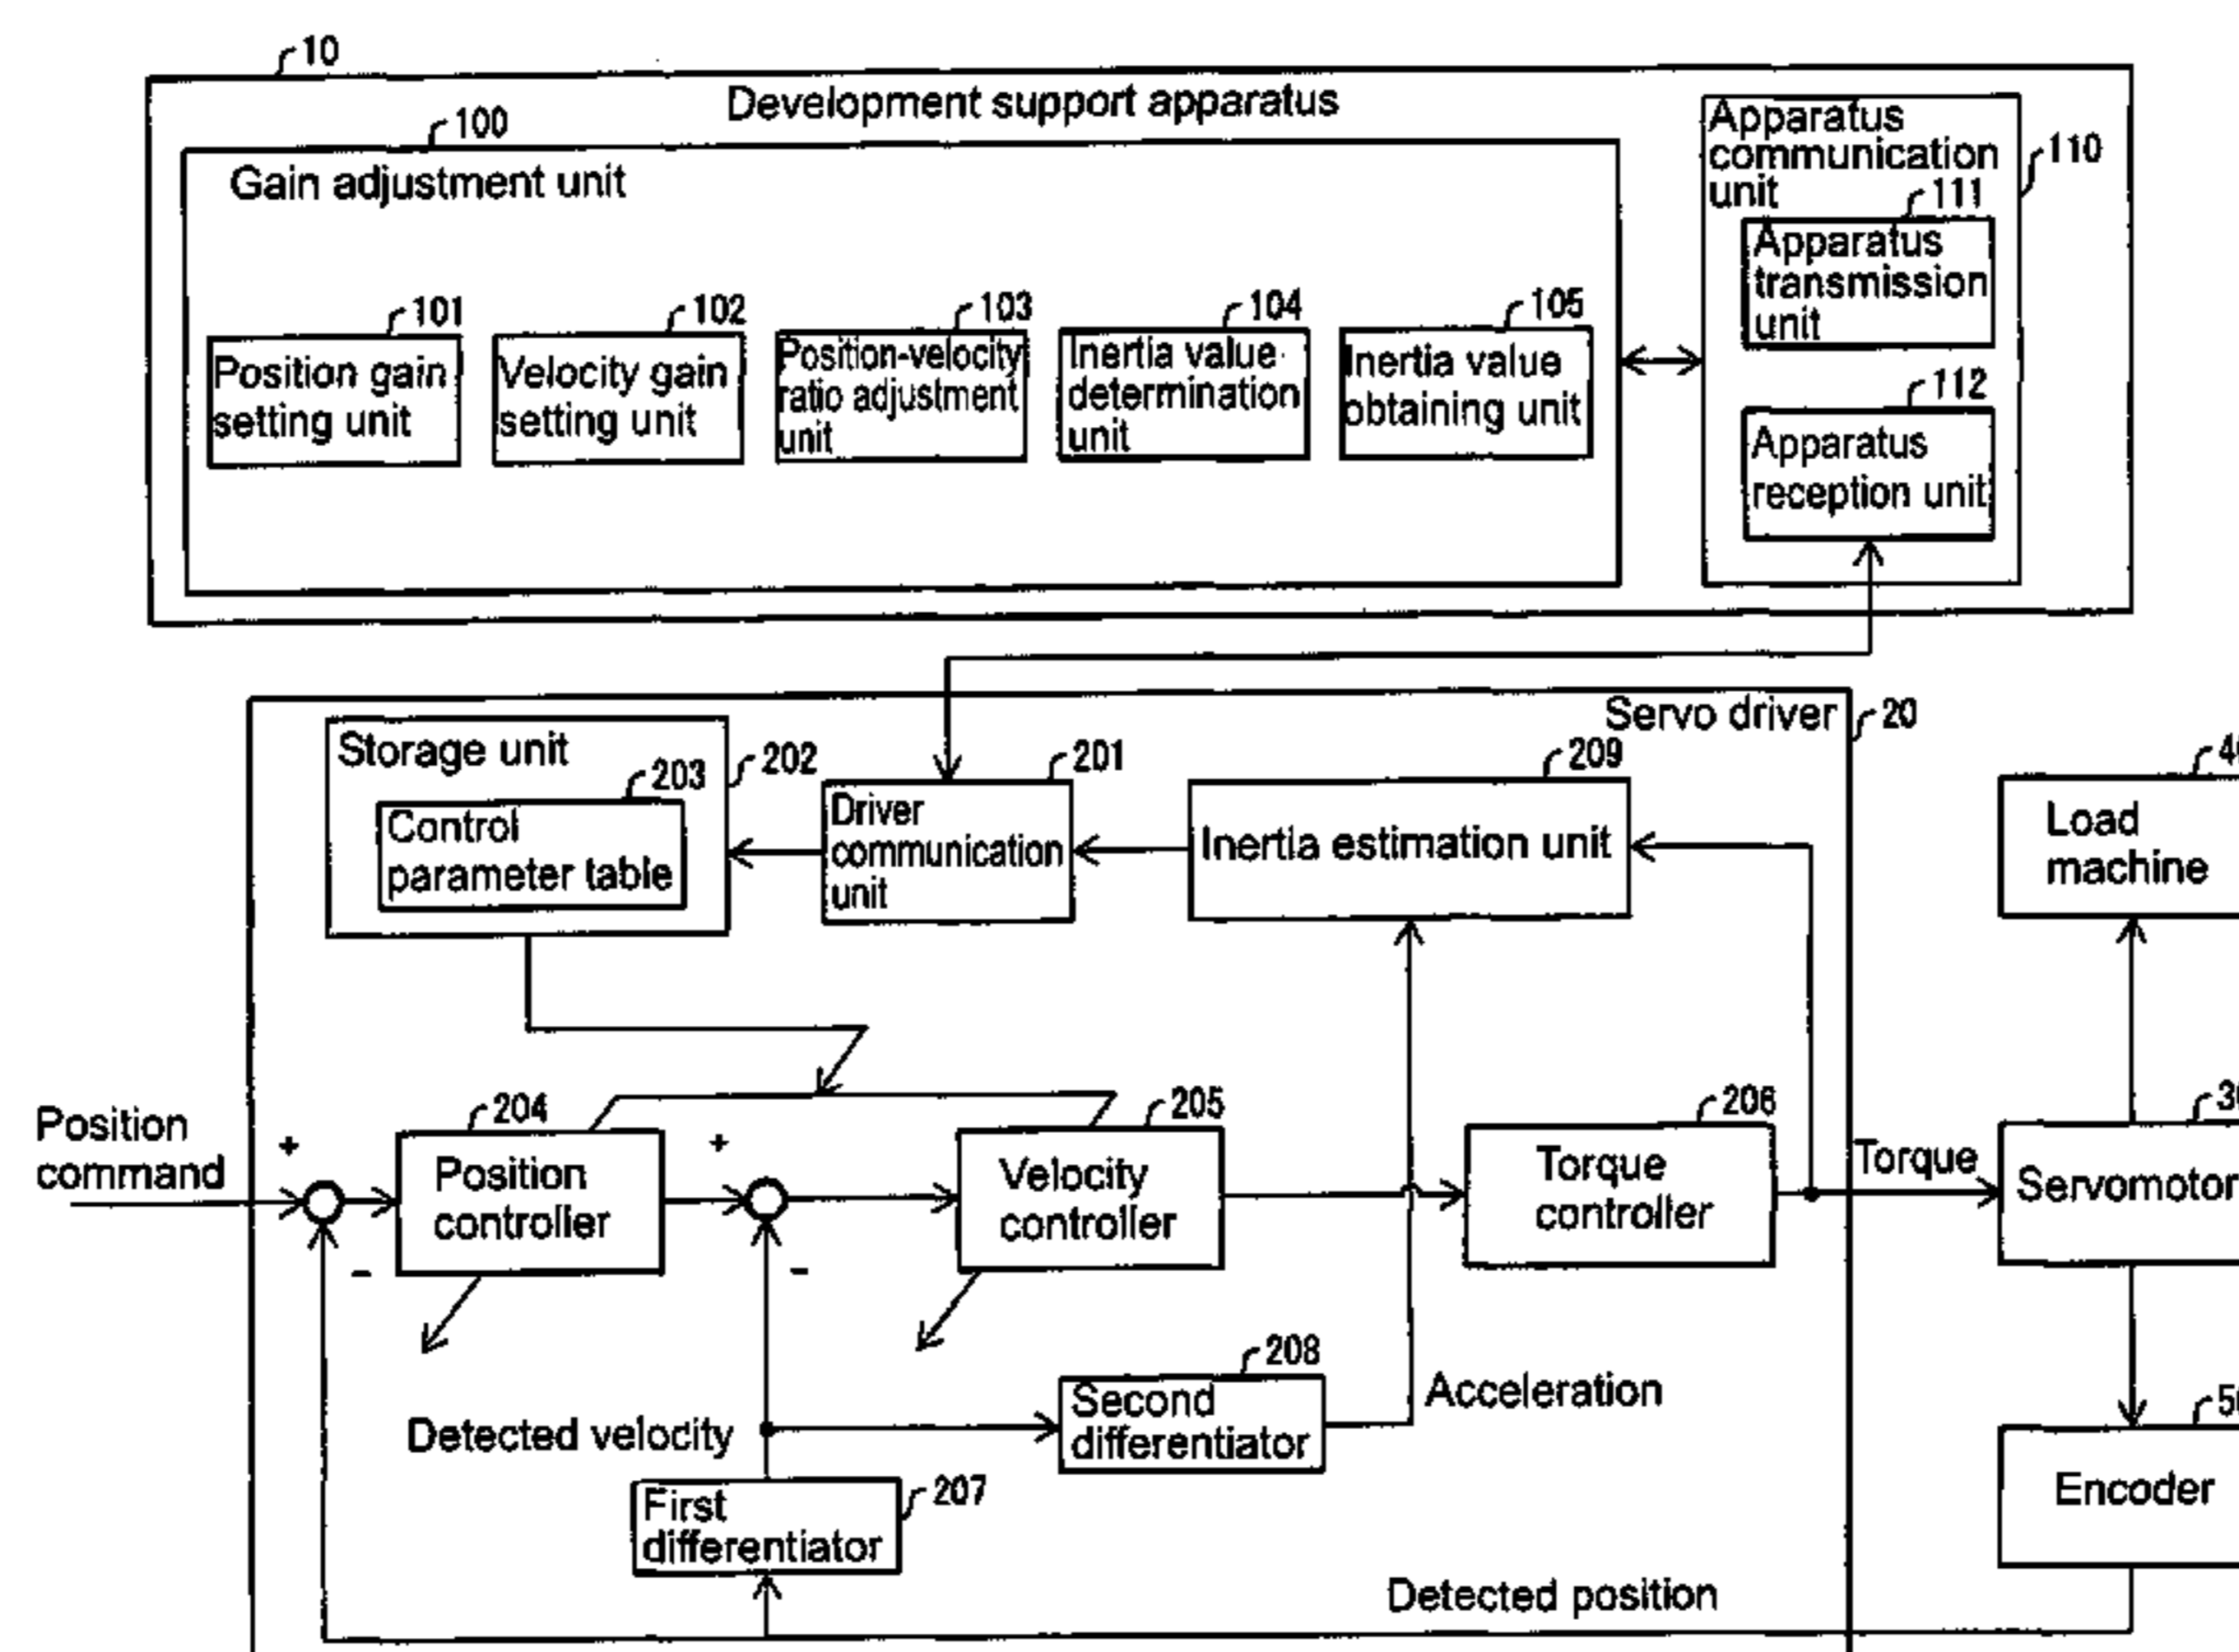 10
Development support apparatus
100
Gain adjustment unit
Apparatus
communication
unit
110
111
Apparatus
transmission
unit
101
Position gain
setting unit
102
Velocity gain
setting unit
103
Position-velocity
ratio adjustment
unit
104
Inertia value
determination
unit
105
Inertia value
obtaining unit
112
Apparatus
reception unit
Servo driver
20
Storage unit
202
203
Control
parameter table
201
Driver
communication
unit
209
Inertia estimation unit
Load
machine
Position
command
+
-
204
Position
controller
+
-
205
Velocity
controller
206
Torque
controller
Torque
Servomotor
208
Second
differentiator
Acceleration
Detected velocity
207
First
differentiator
Encoder
Detected position